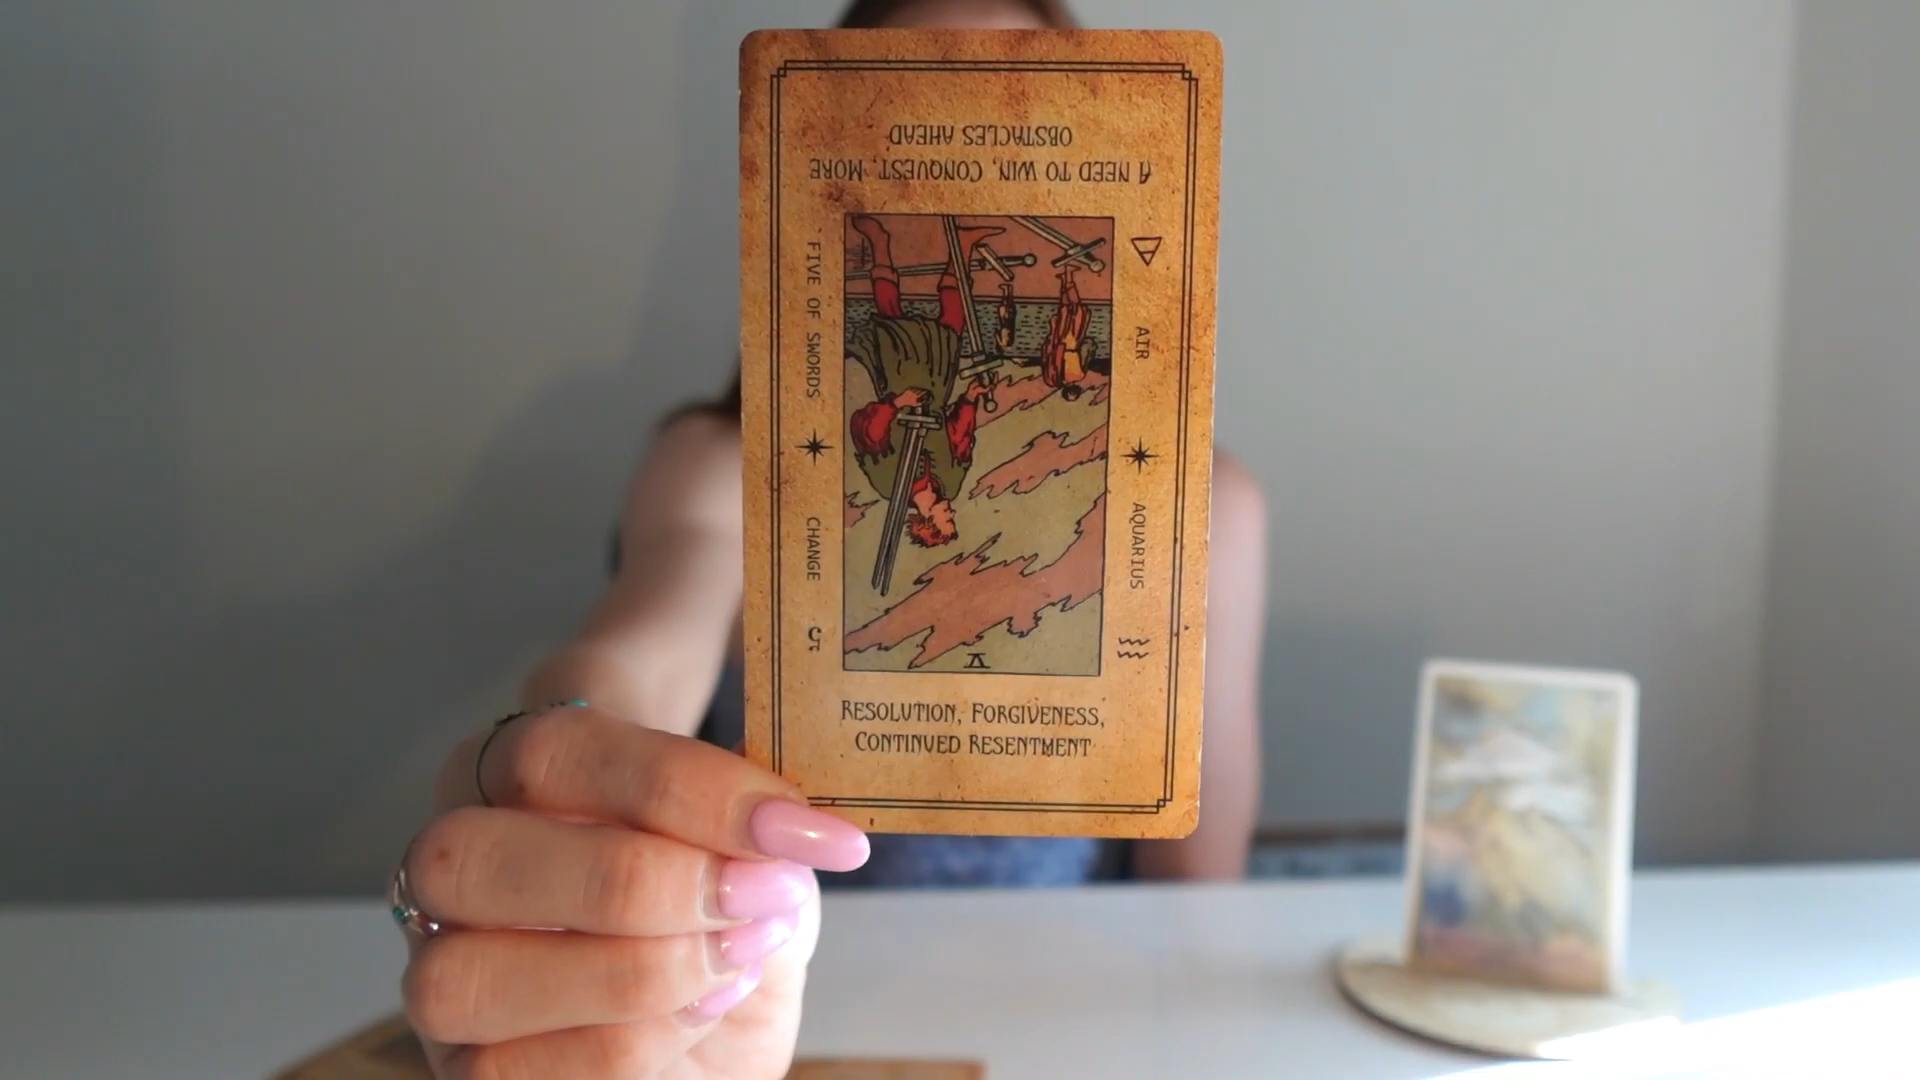 A NEED TO WIN, CONQUEST, MORE
OBSTACLES AHEAD
FIVE OF SWORDS
CHANGE
5
AIR
AQUARIUS
V
RESOLUTION, FORGIVENESS,
CONTINUED RESENTMENT